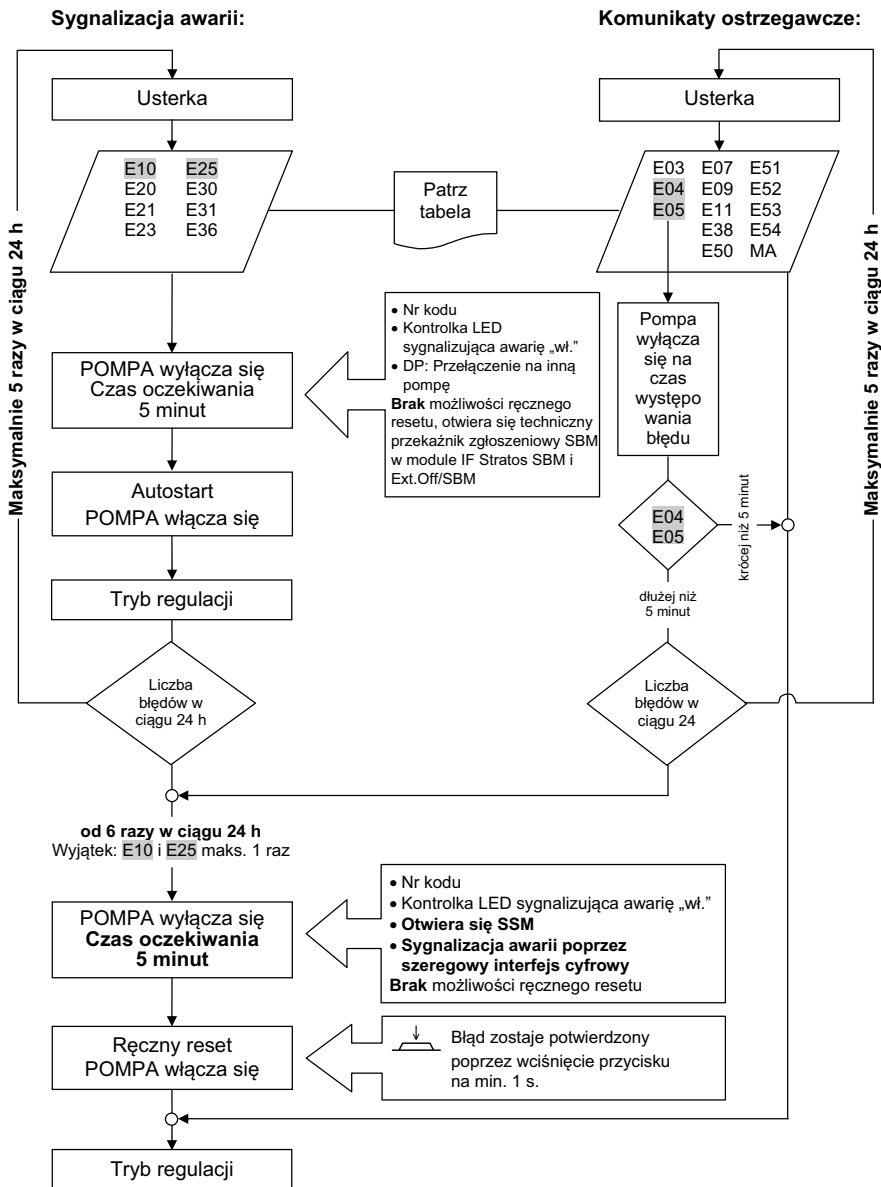 Sygnalizacja awarii:
Komunikaty ostrzegawcze:
Usterka
Usterka
E10 E25
E20 E30
E21 E31
E23 E36
Patrz
tabela
E03 E07 E51
E04 E09 E52
E05 E11 E53
E38 E54
E50 MA
Maksymalnie 5 razy w ciągu 24 h
Maksymalnie 5 razy w ciągu 24 h
POMPA wyłącza się
Czas oczekiwania
5 minut
• Nr kodu
• Kontrolka LED
sygnalizująca awarię „wł.”
• DP: Przełączenie na inną
pompę
Brak możliwości ręcznego
resetu, otwiera się techniczny
przekaźnik zgłoszeniowy SBM
w module IF Stratos SBM i
Ext.Off/SBM
Pompa
wyłącza
się na
czas
występo
wania
błędu
Autostart
POMPA włącza się
E04
E05
krócej niż 5 minut
dłużej niż
5 minut
Tryb regulacji
Liczba
błędów w
ciągu 24 h
Liczba
błędów w
ciągu 24
od 6 razy w ciągu 24 h
Wyjątek: E10 i E25 maks. 1 raz
POMPA wyłącza się
Czas oczekiwania
5 minut
• Nr kodu
• Kontrolka LED sygnalizująca awarię „wł.”
• Otwiera się SSM
• Sygnalizacja awarii poprzez
szeregowy interfejs cyfrowy
Brak możliwości ręcznego resetu
Ręczny reset
POMPA włącza się
Błąd zostaje potwierdzony
poprzez wciśnięcie przycisku
na min. 1 s.
Tryb regulacji